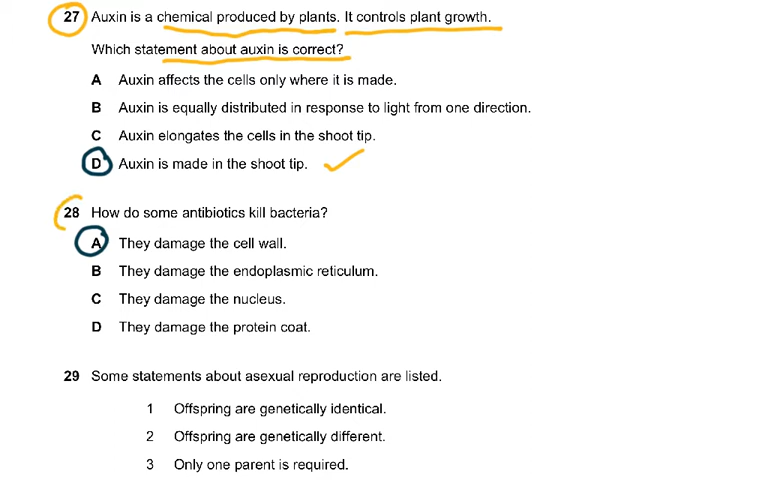 27 Auxin is a chemical produced by plants. It controls plant growth.
Which statement about auxin is correct?
A Auxin affects the cells only where it is made.
B Auxin is equally distributed in response to light from one direction.
C Auxin elongates the cells in the shoot tip.
D Auxin is made in the shoot tip.
28 How do some antibiotics kill bacteria?
A They damage the cell wall.
B They damage the endoplasmic reticulum.
C They damage the nucleus.
D They damage the protein coat.
29 Some statements about asexual reproduction are listed.
1 Offspring are genetically identical.
2 Offspring are genetically different.
3 Only one parent is required.